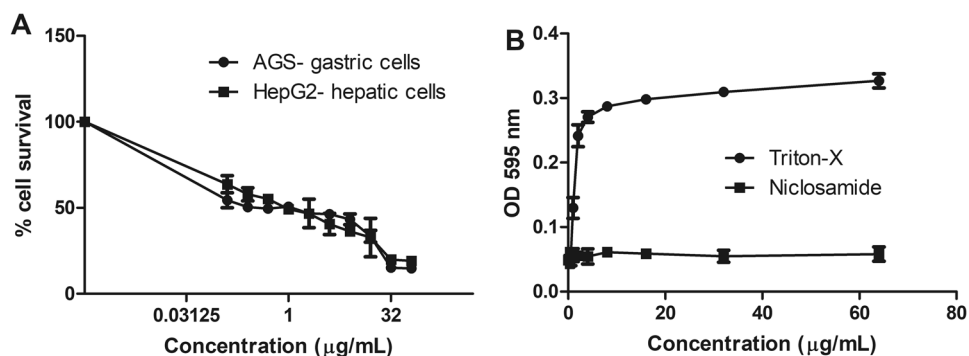 A
150
100
50
0
% cell survival
AGS- gastric cells
HepG2- hepatic cells
0.03125
1
32
Concentration (μg/mL)
B
0.4
0.3
0.2
0.1
0.0
OD 595 nm
Triton-X
Niclosamide
0
20
40
60
80
Concentration (μg/mL)